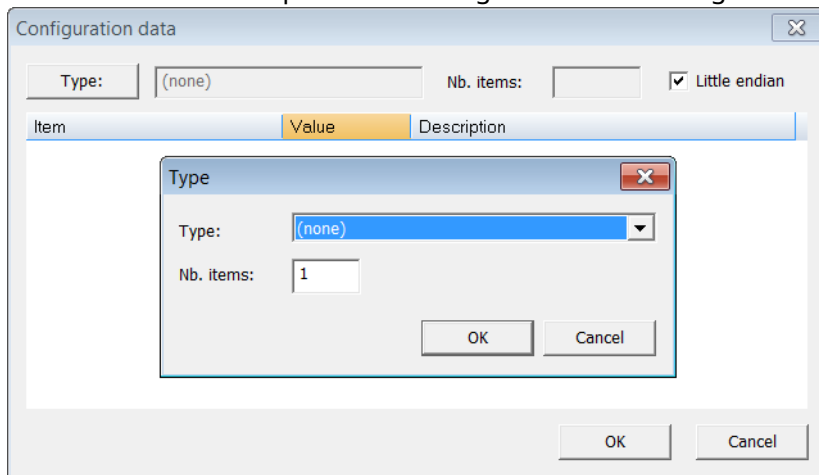 Configuration data
Type: (none) Nb. items: Little endian
Item Value Description
Type
Type: (none)
Nb. items: 1
OK Cancel
OK Cancel